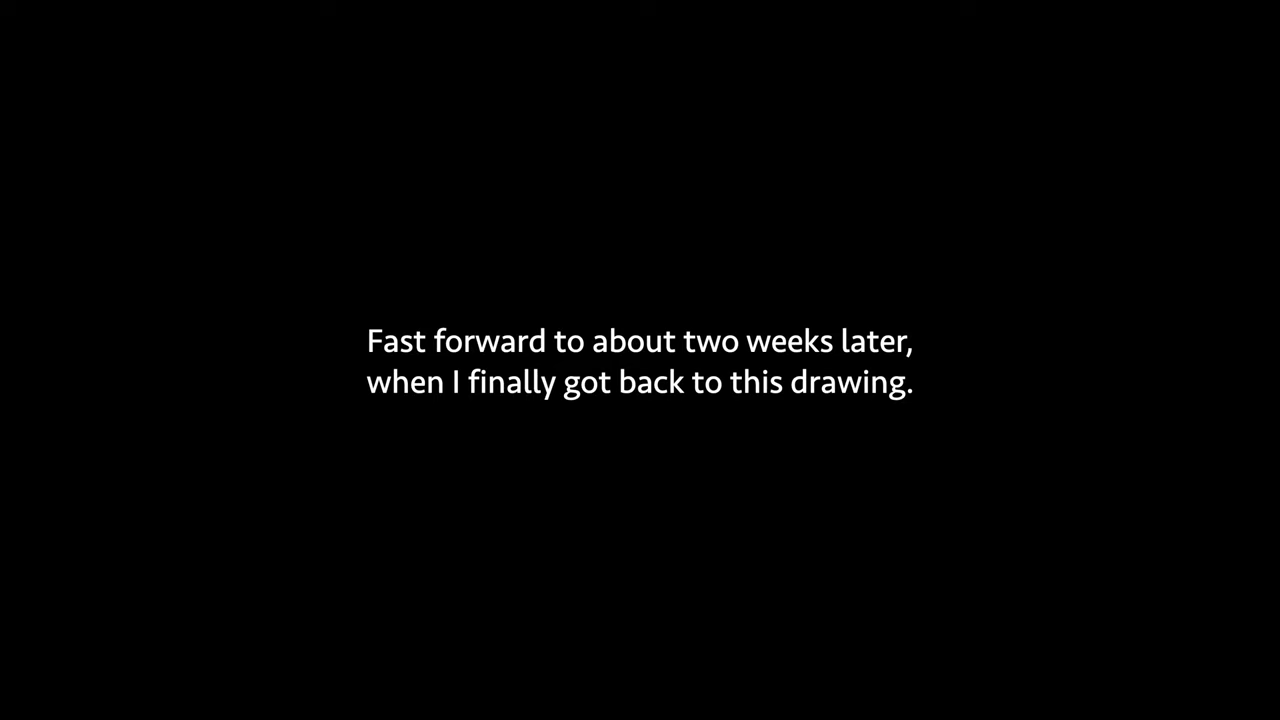 Fast forward to about two weeks later,
when I finally got back to this drawing.